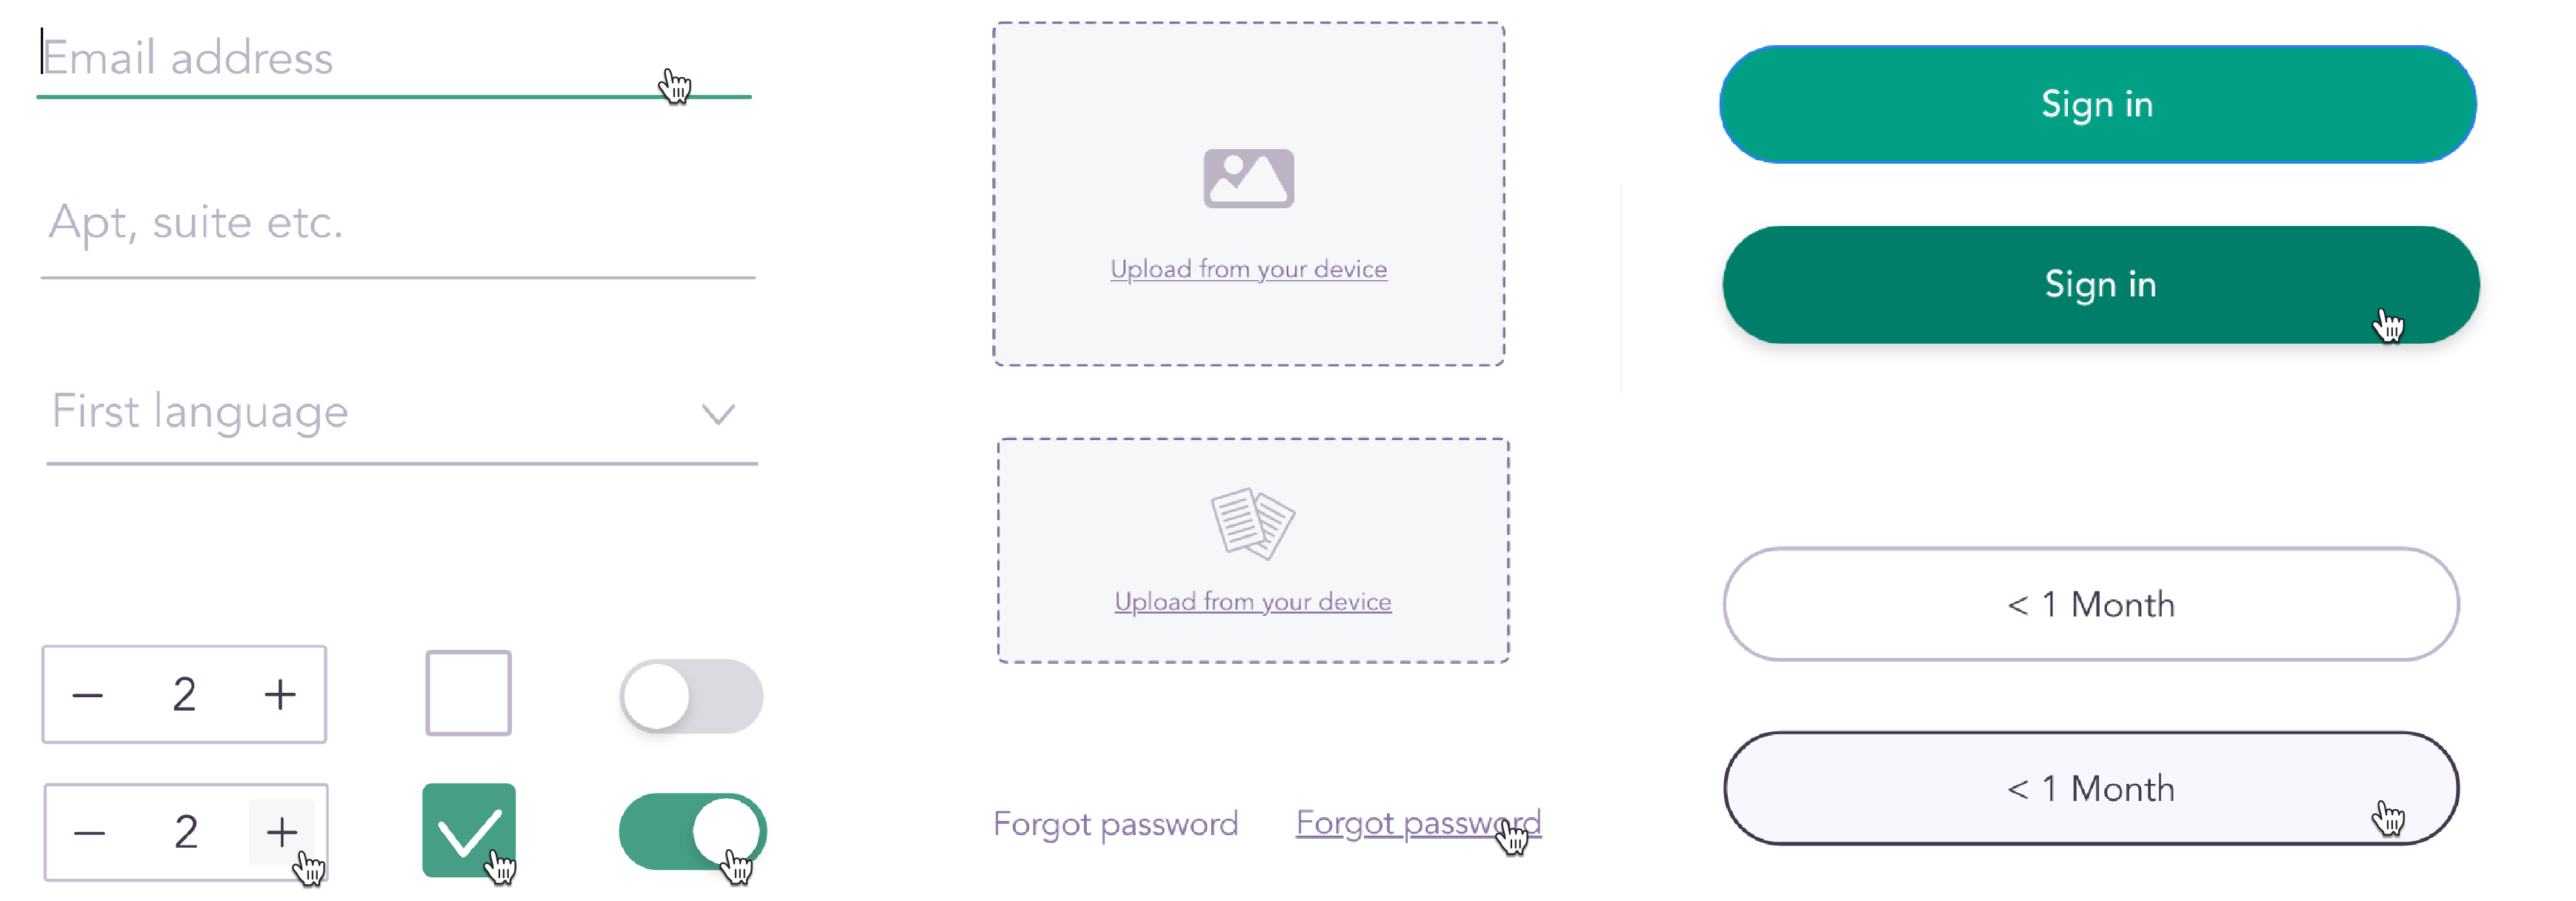 Email address
Apt, suite etc.
First language
− 2 +
− 2 +
Upload from your device
Upload from your device
Forgot password
Forgot password
Sign in
Sign in
< 1 Month
< 1 Month